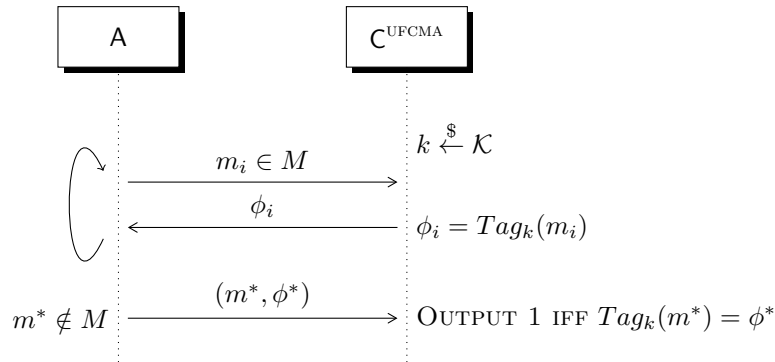 A
C^UFCMA
k $← K
m_i ∈ M
ϕ_i
ϕ_i = Tag_k(m_i)
(m*, ϕ*)
m* ∉ M
OUTPUT 1 IFF Tag_k(m*) = ϕ*